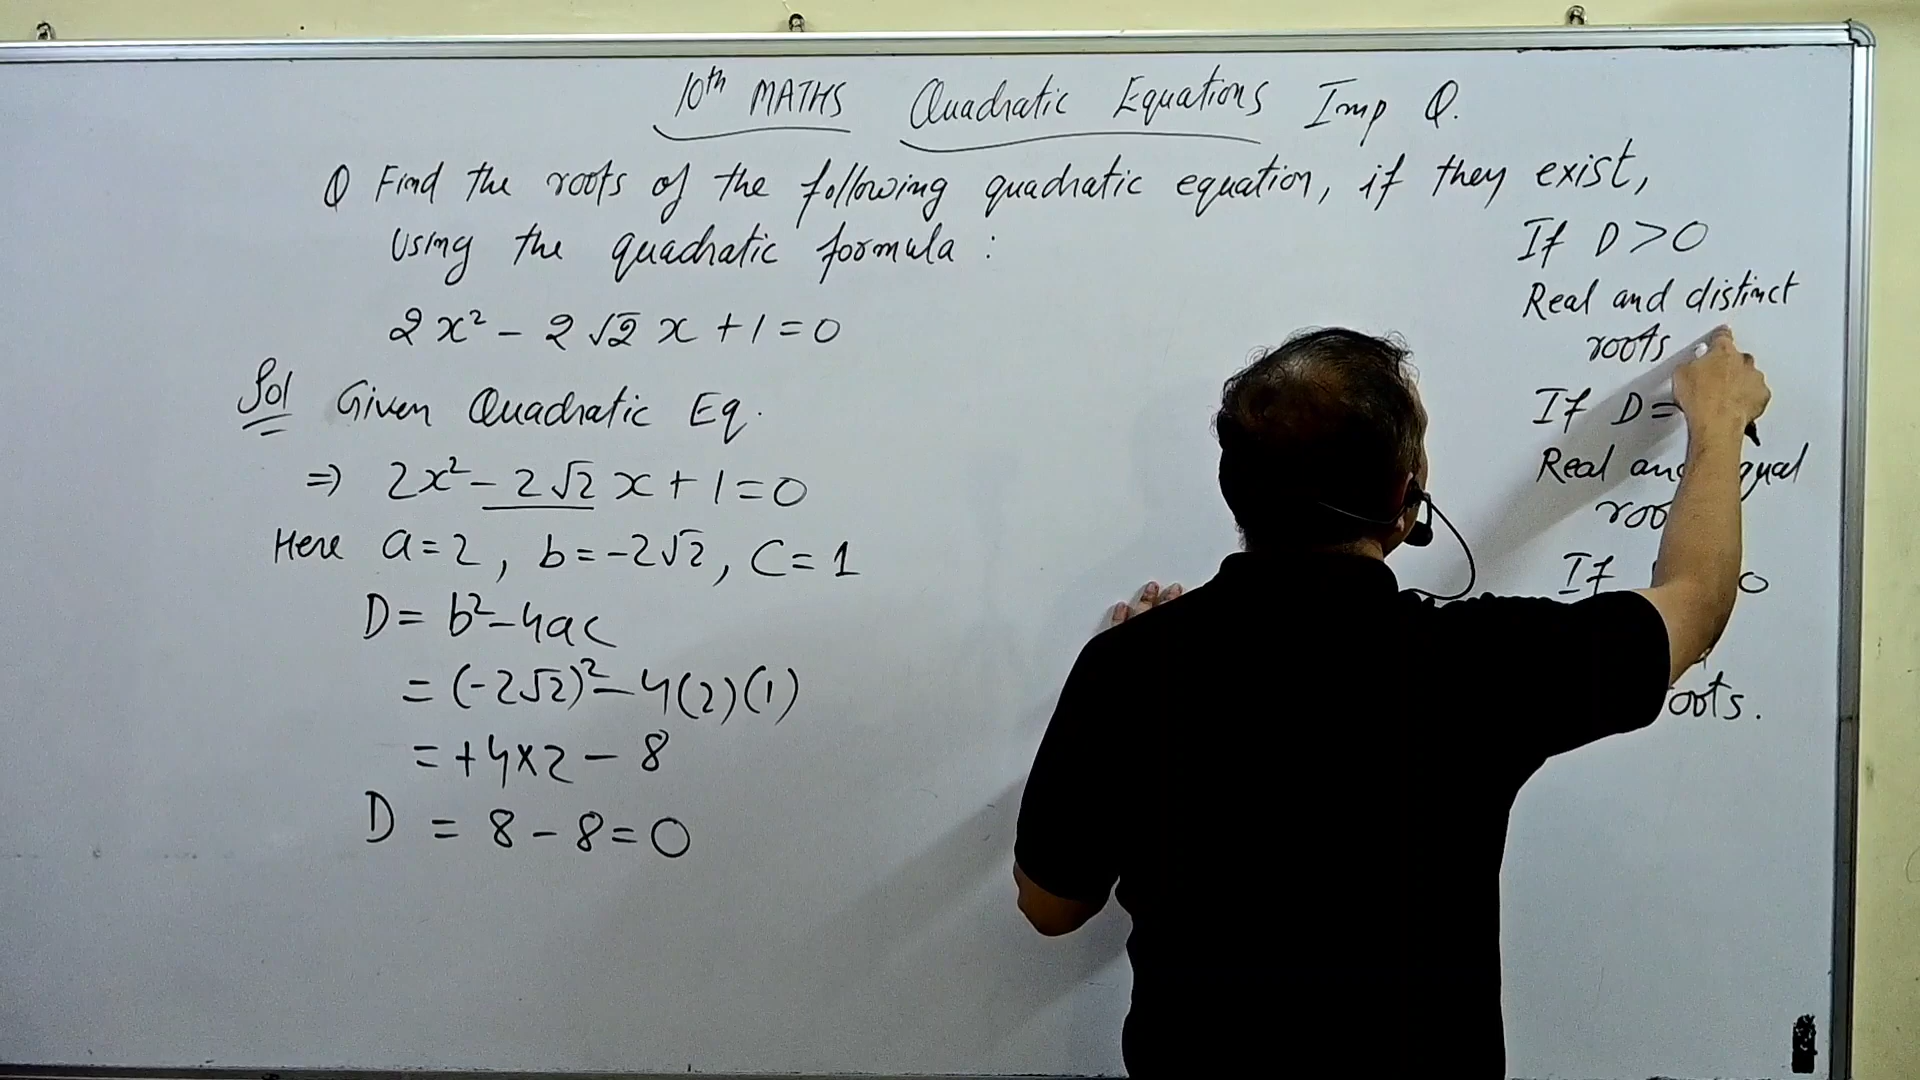 10th MATHS Quadratic Equations Imp Q.
Q Find the roots of the following quadratic equation, if they exist,
using the quadratic formula :
2x² - 2√2 x + 1 = 0
Sol Given Quadratic Eq.
⇒ 2x² - 2√2 x + 1 = 0
Here a = 2, b = -2√2, c = 1
D = b² - 4ac
= (-2√2)² - 4(2)(1)
= +4×2 - 8
D = 8 - 8 = 0
If D > 0
Real and distinct
roots
If D =
Real
If